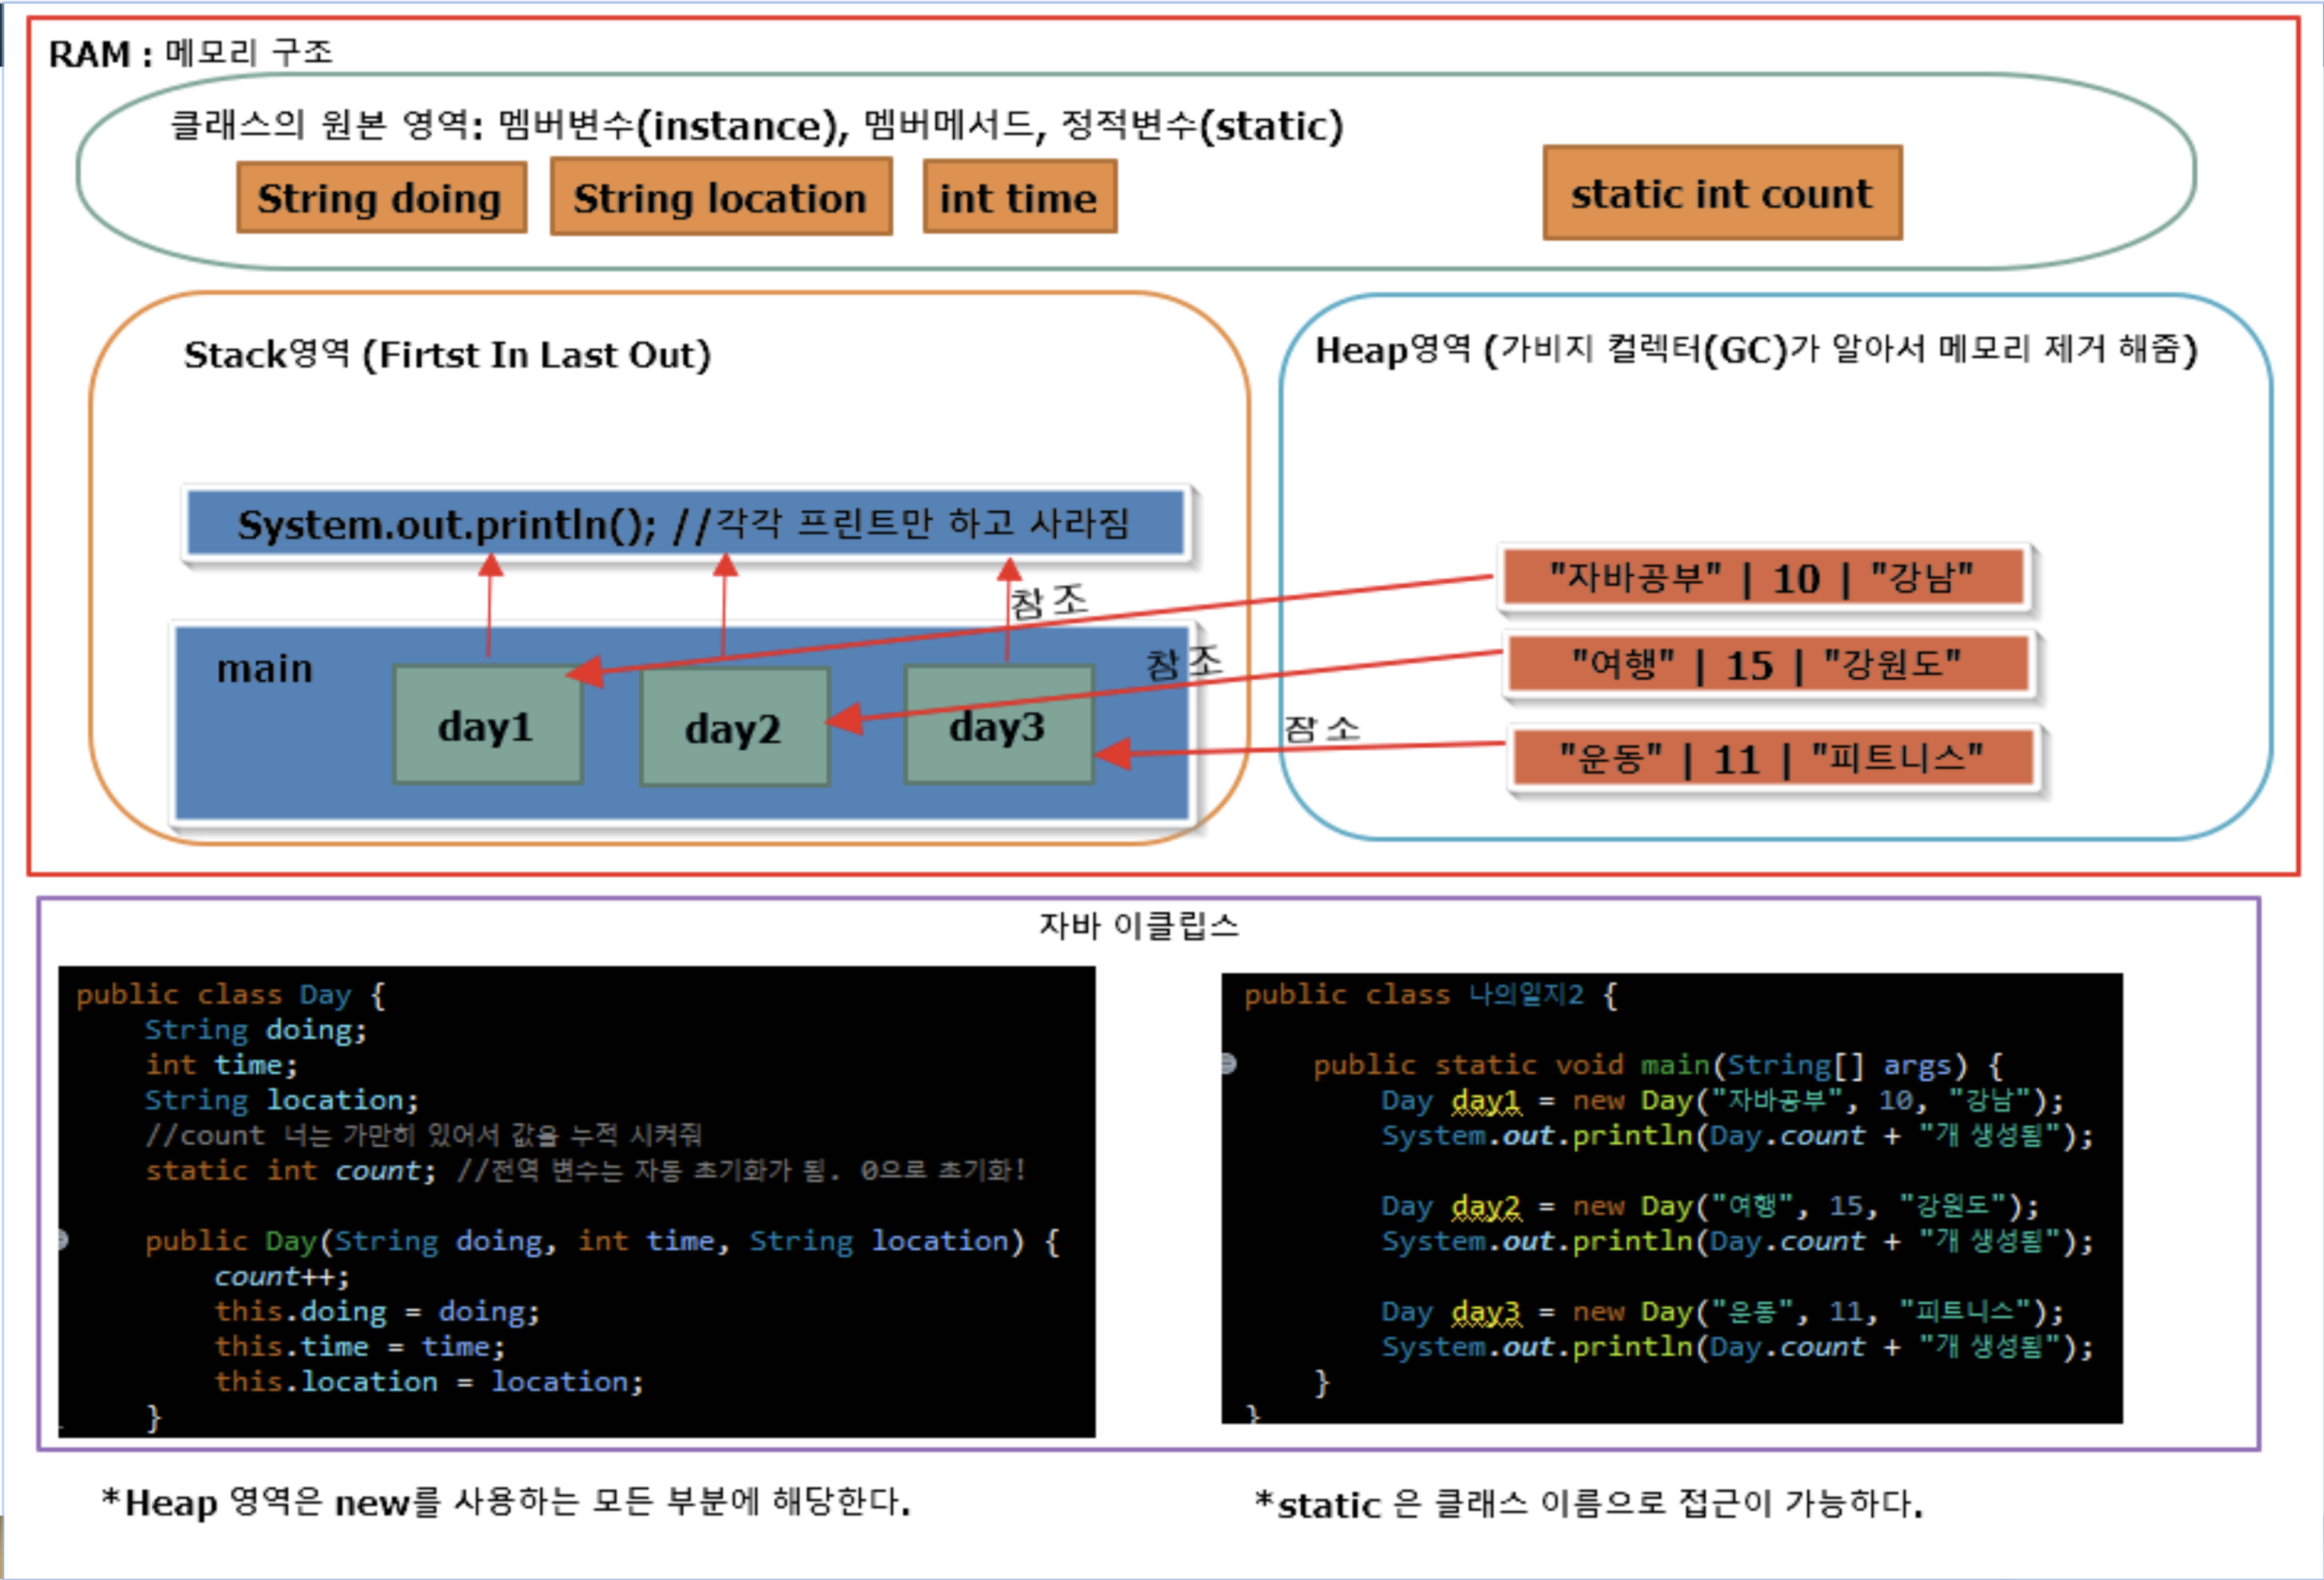 RAM : 메모리 구조
클래스의 원본 영역: 멤버변수(instance), 멤버메서드, 정적변수(static)
String doing
String location
int time
static int count
Stack영역 (Firtst In Last Out)
System.out.println(); //각각 프린트만 하고 사라짐
main
day1
day2
day3
참조
참조
잠소
Heap영역 (가비지 컬렉터(GC)가 알아서 메모리 제거 해줌)
"자바공부" | 10 | "강남"
"여행" | 15 | "강원도"
"운동" | 11 | "피트니스"
자바 이클립스
public class Day {
String doing;
int time;
String location;
//count 너는 가만히 있어서 값을 누적 시켜줘
static int count; //전역 변수는 자동 초기화가 됨. 0으로 초기화!
public Day(String doing, int time, String location) {
count++;
this.doing = doing;
this.time = time;
this.location = location;
}
public class 나의일지2 {
public static void main(String[] args) {
Day day1 = new Day("자바공부", 10, "강남");
System.out.println(Day.count + "개 생성됨");
Day day2 = new Day("여행", 15, "강원도");
System.out.println(Day.count + "개 생성됨");
Day day3 = new Day("운동", 11, "피트니스");
System.out.println(Day.count + "개 생성됨");
}
}
*Heap 영역은 new를 사용하는 모든 부분에 해당한다.
*static 은 클래스 이름으로 접근이 가능하다.